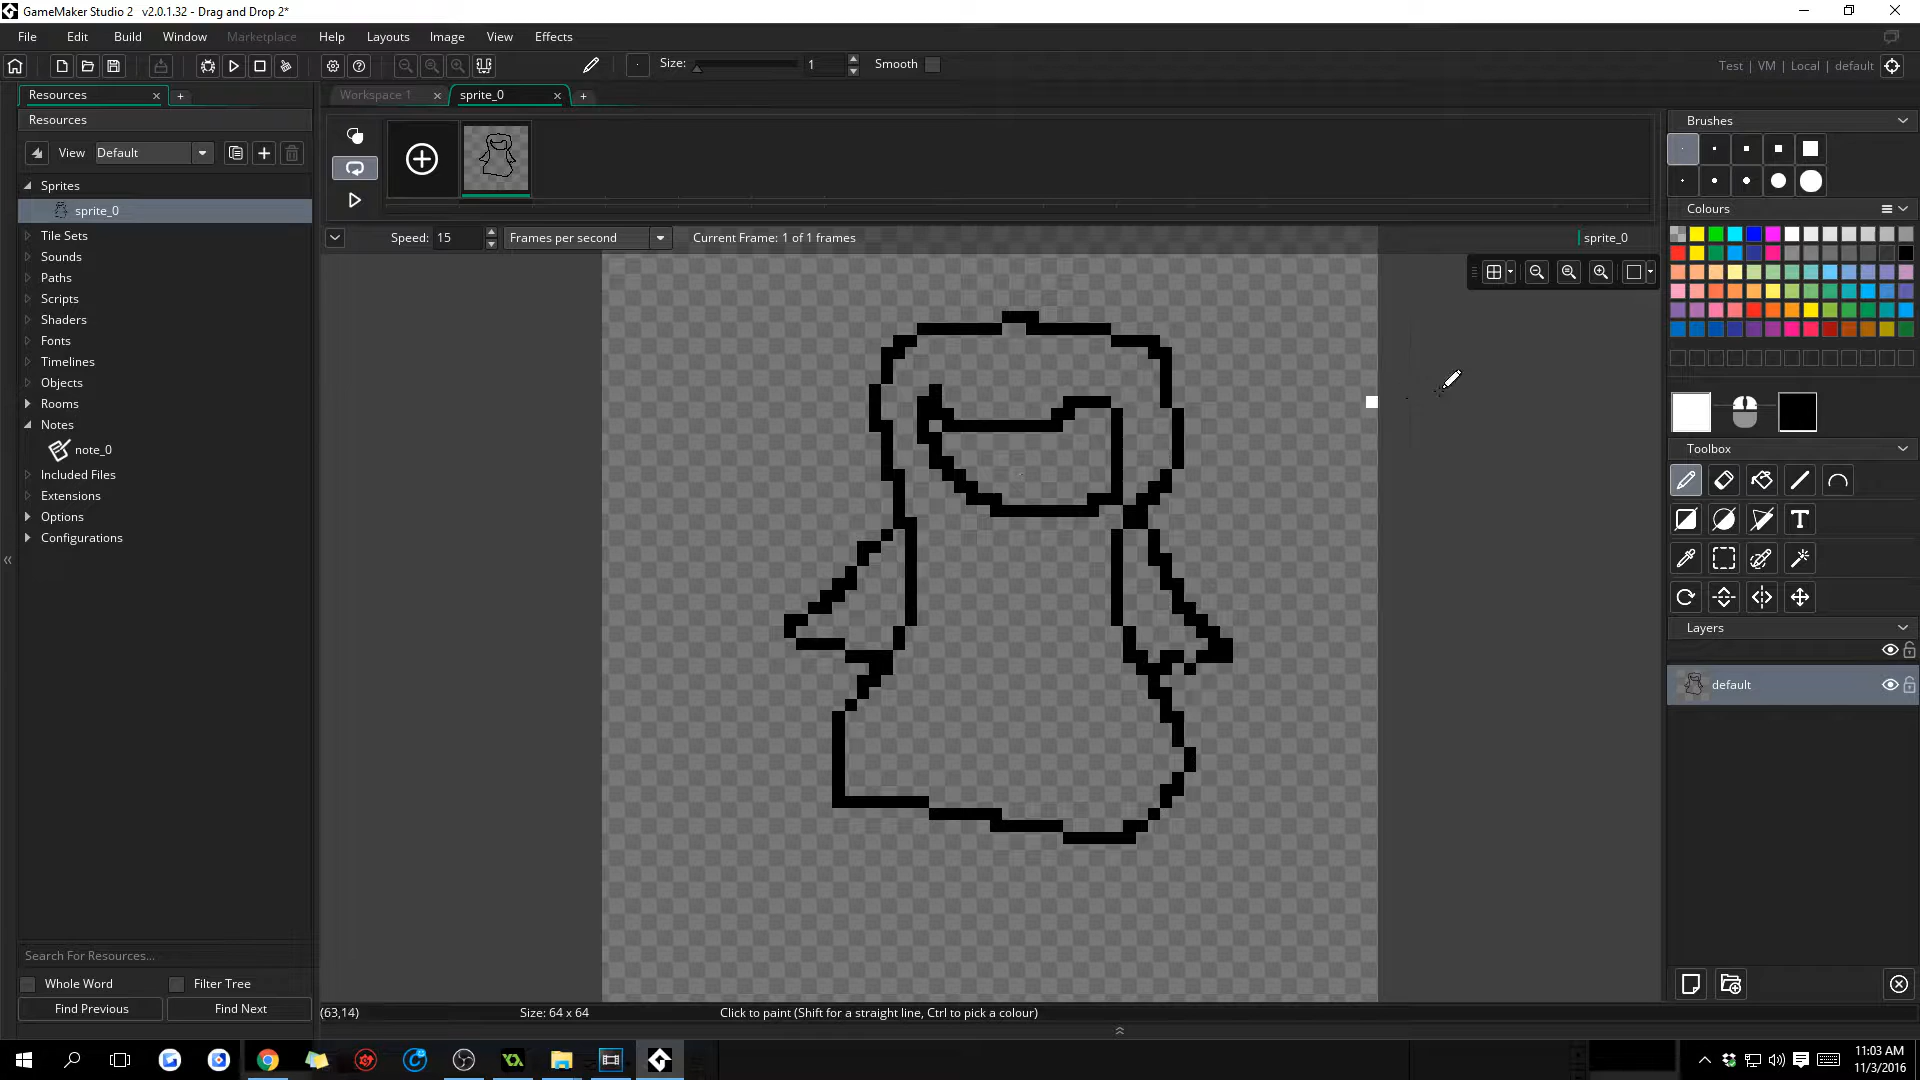 GameMaker Studio 2   v2.0.1.32 - Drag and Drop 2*
File Edit Build Window Marketplace Help Layouts Image View Effects
Size: 1 Smooth
Test | VM | Local | default
Resources
Workspace 1
sprite_0
Resources
View Default
Sprites
sprite_0
Tile Sets
Sounds
Paths
Scripts
Shaders
Fonts
Timelines
Objects
Rooms
Notes
note_0
Included Files
Extensions
Options
Configurations
Search For Resources...
Whole Word
Filter Tree
Find Previous
Find Next
Speed: 15 Frames per second
Current Frame: 1 of 1 frames
sprite_0
Brushes
Colours
Toolbox
T
Layers
default
(63,14)
Size: 64 x 64
Click to paint (Shift for a straight line, Ctrl to pick a colour)
11:03 AM
11/3/2016